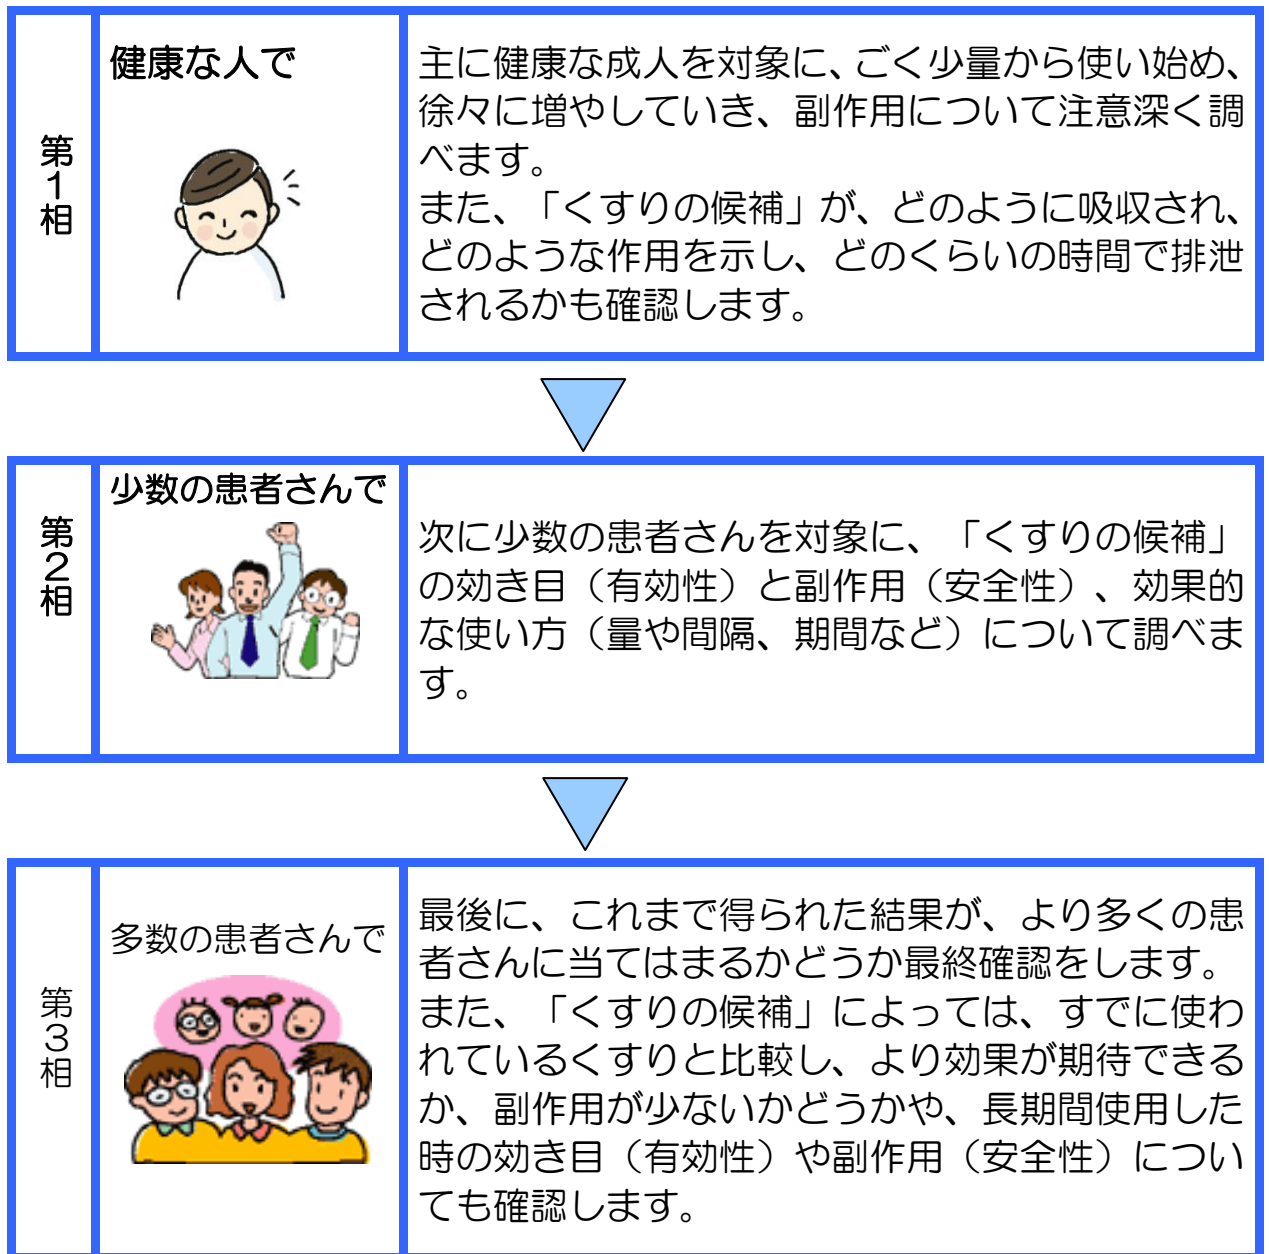 第1相
健康な人で
主に健康な成人を対象に、ごく少量から使い始め、
徐々に増やしていき、副作用について注意深く調
べます。
また、「くすりの候補」が、どのように吸収され、
どのような作用を示し、どのくらいの時間で排泄
されるかも確認します。
第2相
少数の患者さんで
次に少数の患者さんを対象に、「くすりの候補」
の効き目（有効性）と副作用（安全性）、効果的
な使い方（量や間隔、期間など）について調べま
す。
第3相
多数の患者さんで
最後に、これまで得られた結果が、より多くの患
者さんに当てはまるかどうか最終確認をします。
また、「くすりの候補」によっては、すでに使わ
れているくすりと比較し、より効果が期待できる
か、副作用が少ないかどうかや、長期間使用した
時の効き目（有効性）や副作用（安全性）につい
ても確認します。